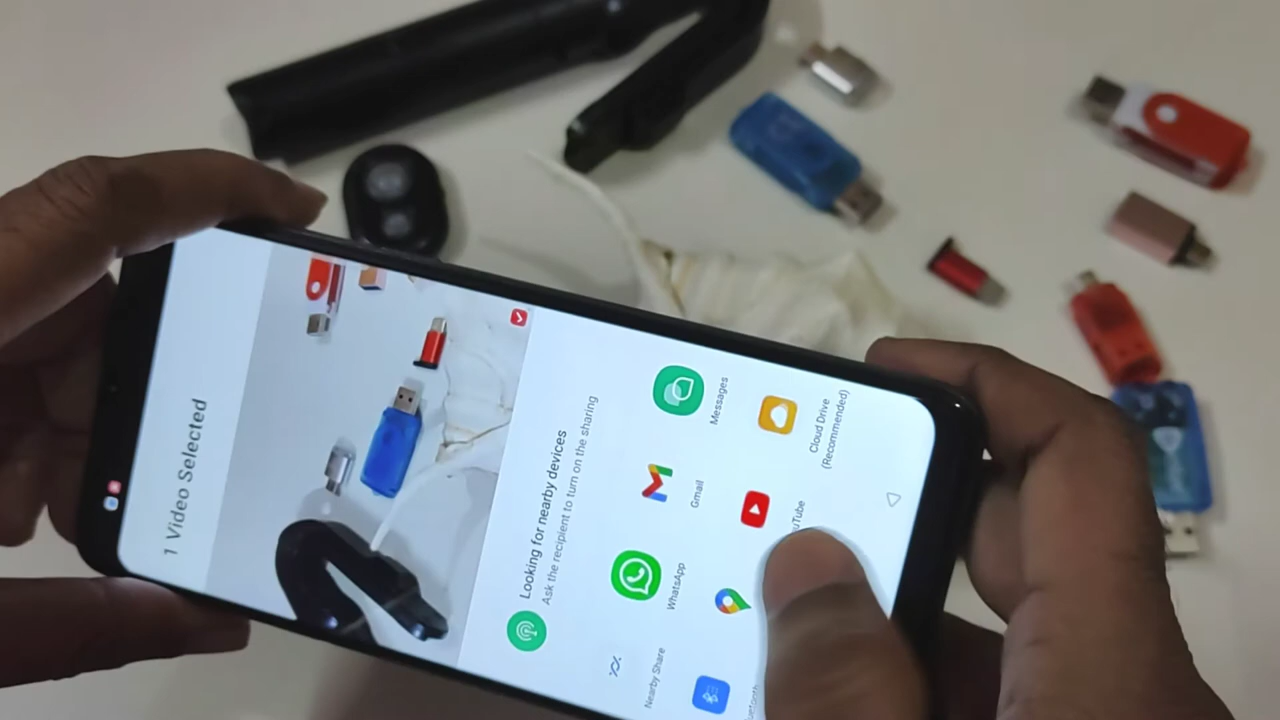 1 Video Selected
Looking for nearby devices
Ask the recipient to turn on the sharing
Nearby Share
WhatsApp
Gmail
Messages
Cloud Drive
(Recommended)